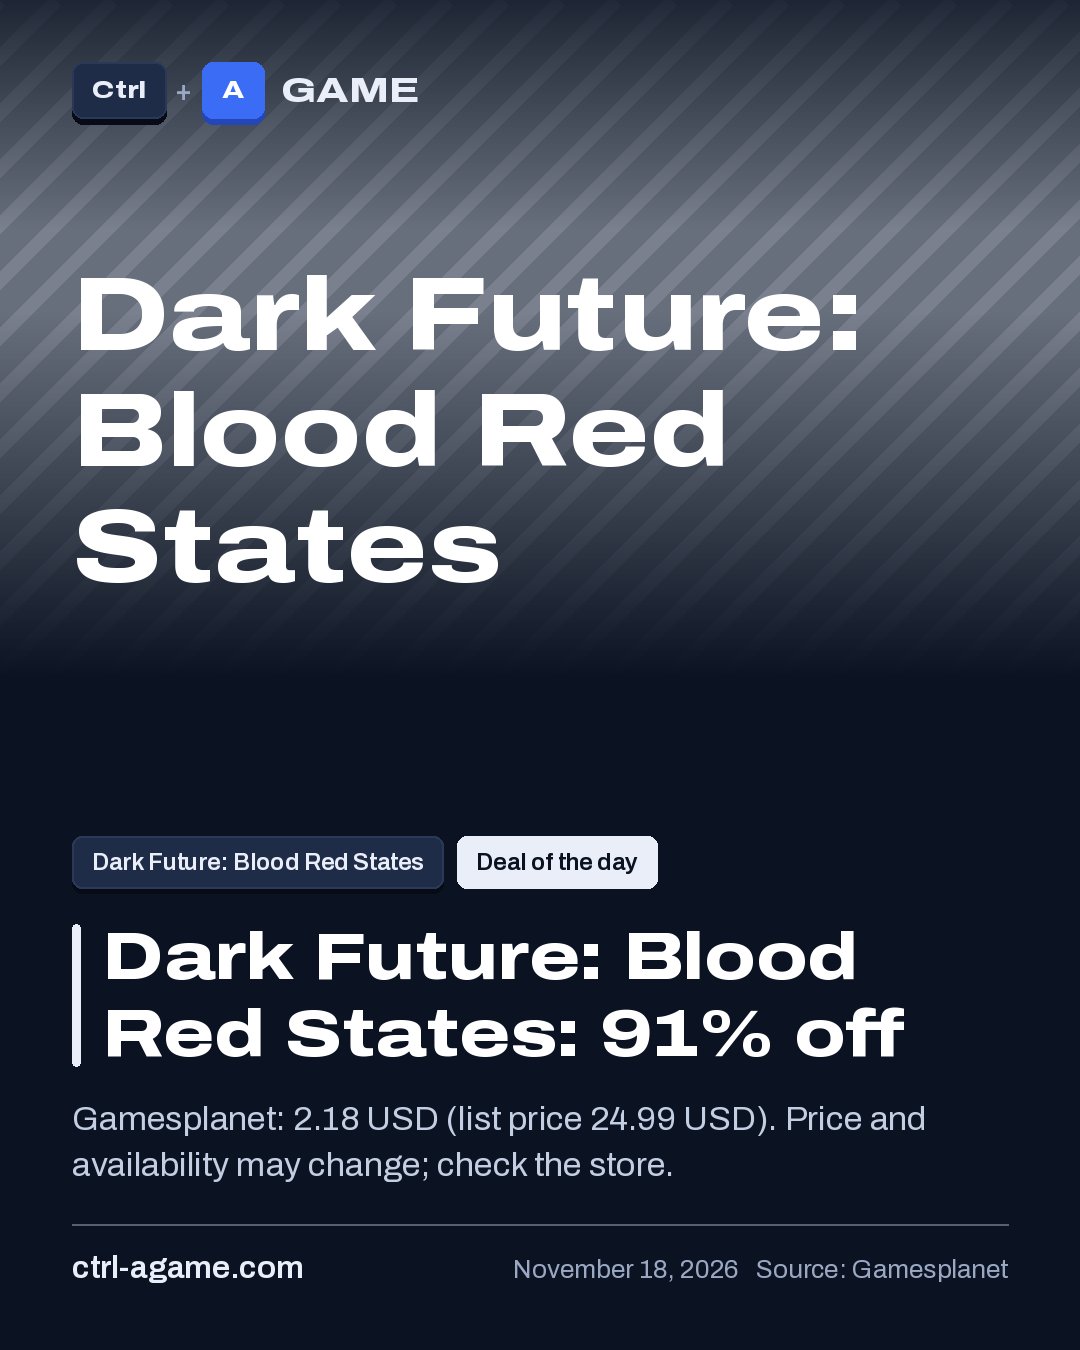 Ctrl + A GAME
Dark Future:
Blood Red
States
Dark Future: Blood Red States Deal of the day
Dark Future: Blood
Red States: 91% off
Gamesplanet: 2.18 USD (list price 24.99 USD). Price and
availability may change; check the store.
ctrl-agame.com November 18, 2026 Source: Gamesplanet